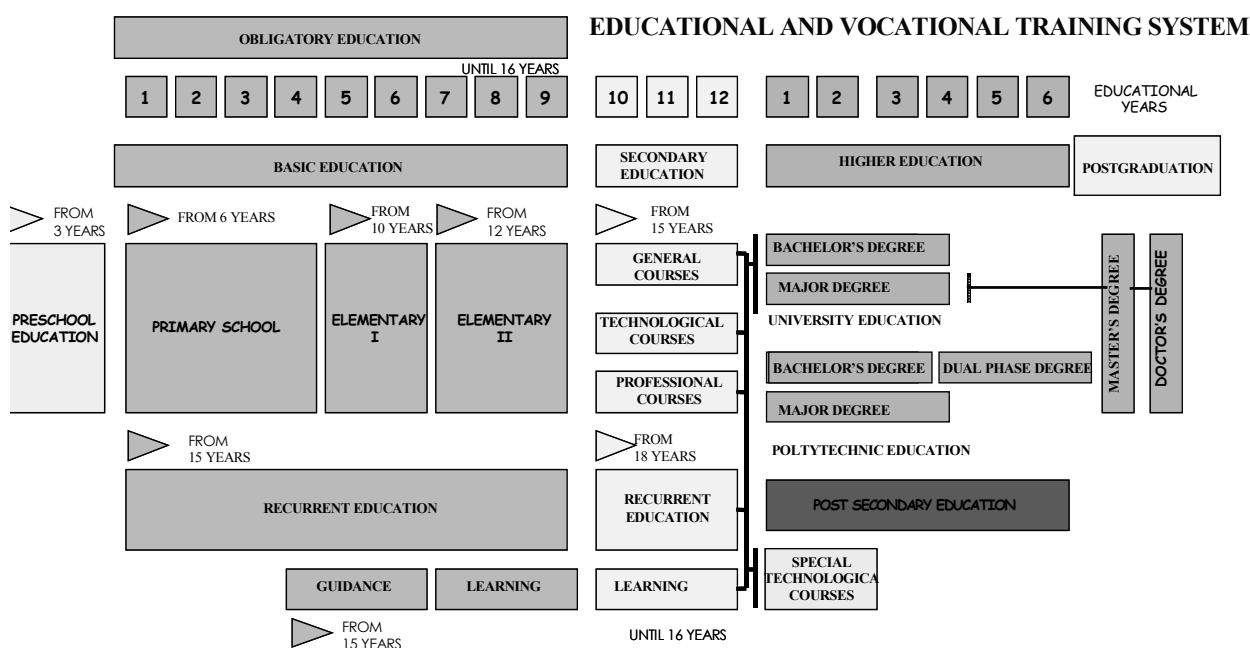 EDUCATIONAL AND VOCATIONAL TRAINING SYSTEM
OBLIGATORY EDUCATION
UNTIL 16 YEARS
1 2 3 4 5 6 7 8 9 10 11 12 1 2 3 4 5 6
EDUCATIONAL
YEARS
BASIC EDUCATION
SECONDARY
EDUCATION
HIGHER EDUCATION
POSTGRADUATION
FROM
3 YEARS
FROM 6 YEARS
FROM
10 YEARS
FROM
12 YEARS
FROM
15 YEARS
PRESCHOOL
EDUCATION
PRIMARY SCHOOL
ELEMENTARY
I
ELEMENTARY
II
GENERAL
COURSES
TECHNOLOGICAL
COURSES
PROFESSIONAL
COURSES
BACHELOR'S DEGREE
MAJOR DEGREE
UNIVERSITY EDUCATION
BACHELOR'S DEGREE
DUAL PHASE DEGREE
MAJOR DEGREE
POLTYTECHNIC EDUCATION
MASTER'S DEGREE
DOCTOR'S DEGREE
FROM
15 YEARS
FROM
18 YEARS
RECURRENT EDUCATION
RECURRENT
EDUCATION
POST SECONDARY EDUCATION
GUIDANCE
LEARNING
LEARNING
SPECIAL
TECHNOLOGICA
COURSES
FROM
15 YEARS
UNTIL 16 YEARS